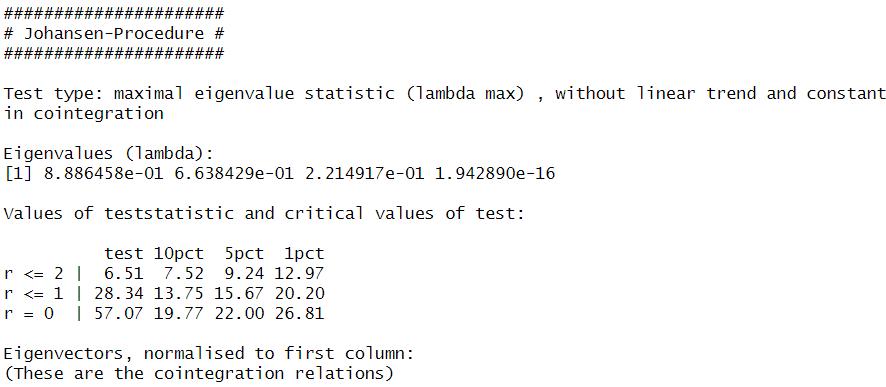 ######################
# Johansen-Procedure #
######################
Test type: maximal eigenvalue statistic (lambda max) , without linear trend and constant
in cointegration
Eigenvalues (lambda):
[1] 8.886458e-01 6.638429e-01 2.214917e-01 1.942890e-16
Values of teststatistic and critical values of test:
          test 10pct  5pct  1pct
r <= 2 |  6.51  7.52  9.24 12.97
r <= 1 | 28.34 13.75 15.67 20.20
r = 0  | 57.07 19.77 22.00 26.81
Eigenvectors, normalised to first column:
(These are the cointegration relations)